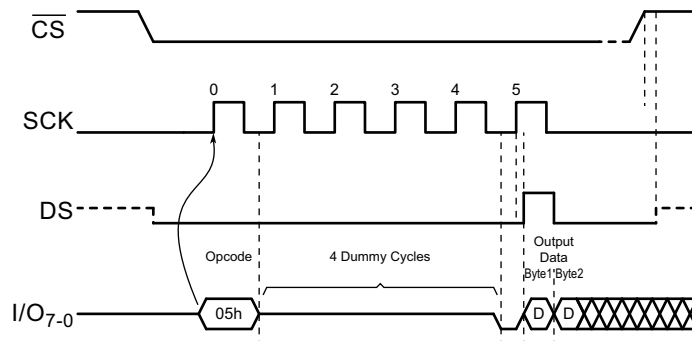 CS
0 1 2 3 4 5
SCK
DS
Opcode 4 Dummy Cycles Output
Data
Byte1 Byte2
I/O7-0 05h D D